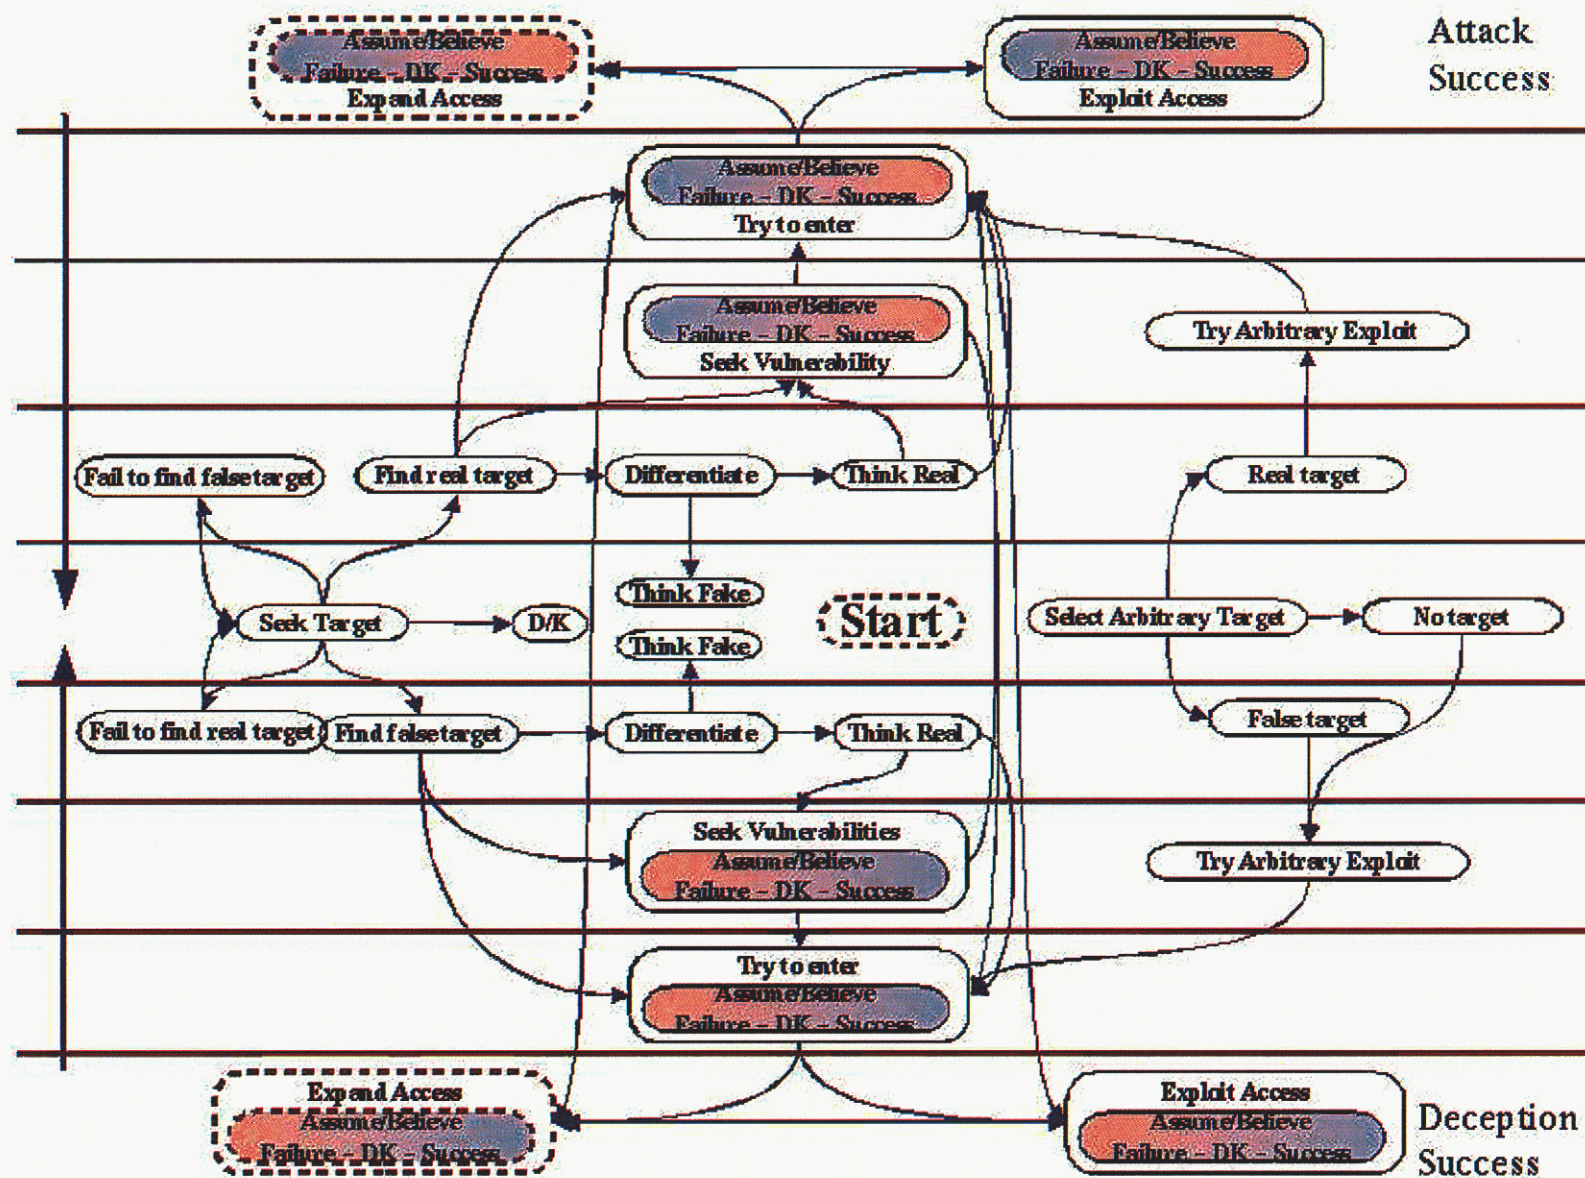 Assume/Believe
Failure – DK – Success
Expand Access
Assume/Believe
Failure – DK – Success
Exploit Access
Attack
Success
Assume/Believe
Failure – DK – Success
Try to enter
Assume/Believe
Failure – DK – Success
Seek Vulnerability
Try Arbitrary Exploit
Fail to find false target
Find real target
Differentiate
Think Real
Real target
Think Fake
Seek Target
D/K
Start
Select Arbitrary Target
No target
Think Fake
Fail to find real target
Find false target
Differentiate
Think Real
False target
Seek Vulnerabilities
Assume/Believe
Failure – DK – Success
Try Arbitrary Exploit
Try to enter
Assume/Believe
Failure – DK – Success
Expand Access
Assume/Believe
Failure – DK – Success
Exploit Access
Assume/Believe
Failure – DK – Success
Deception
Success